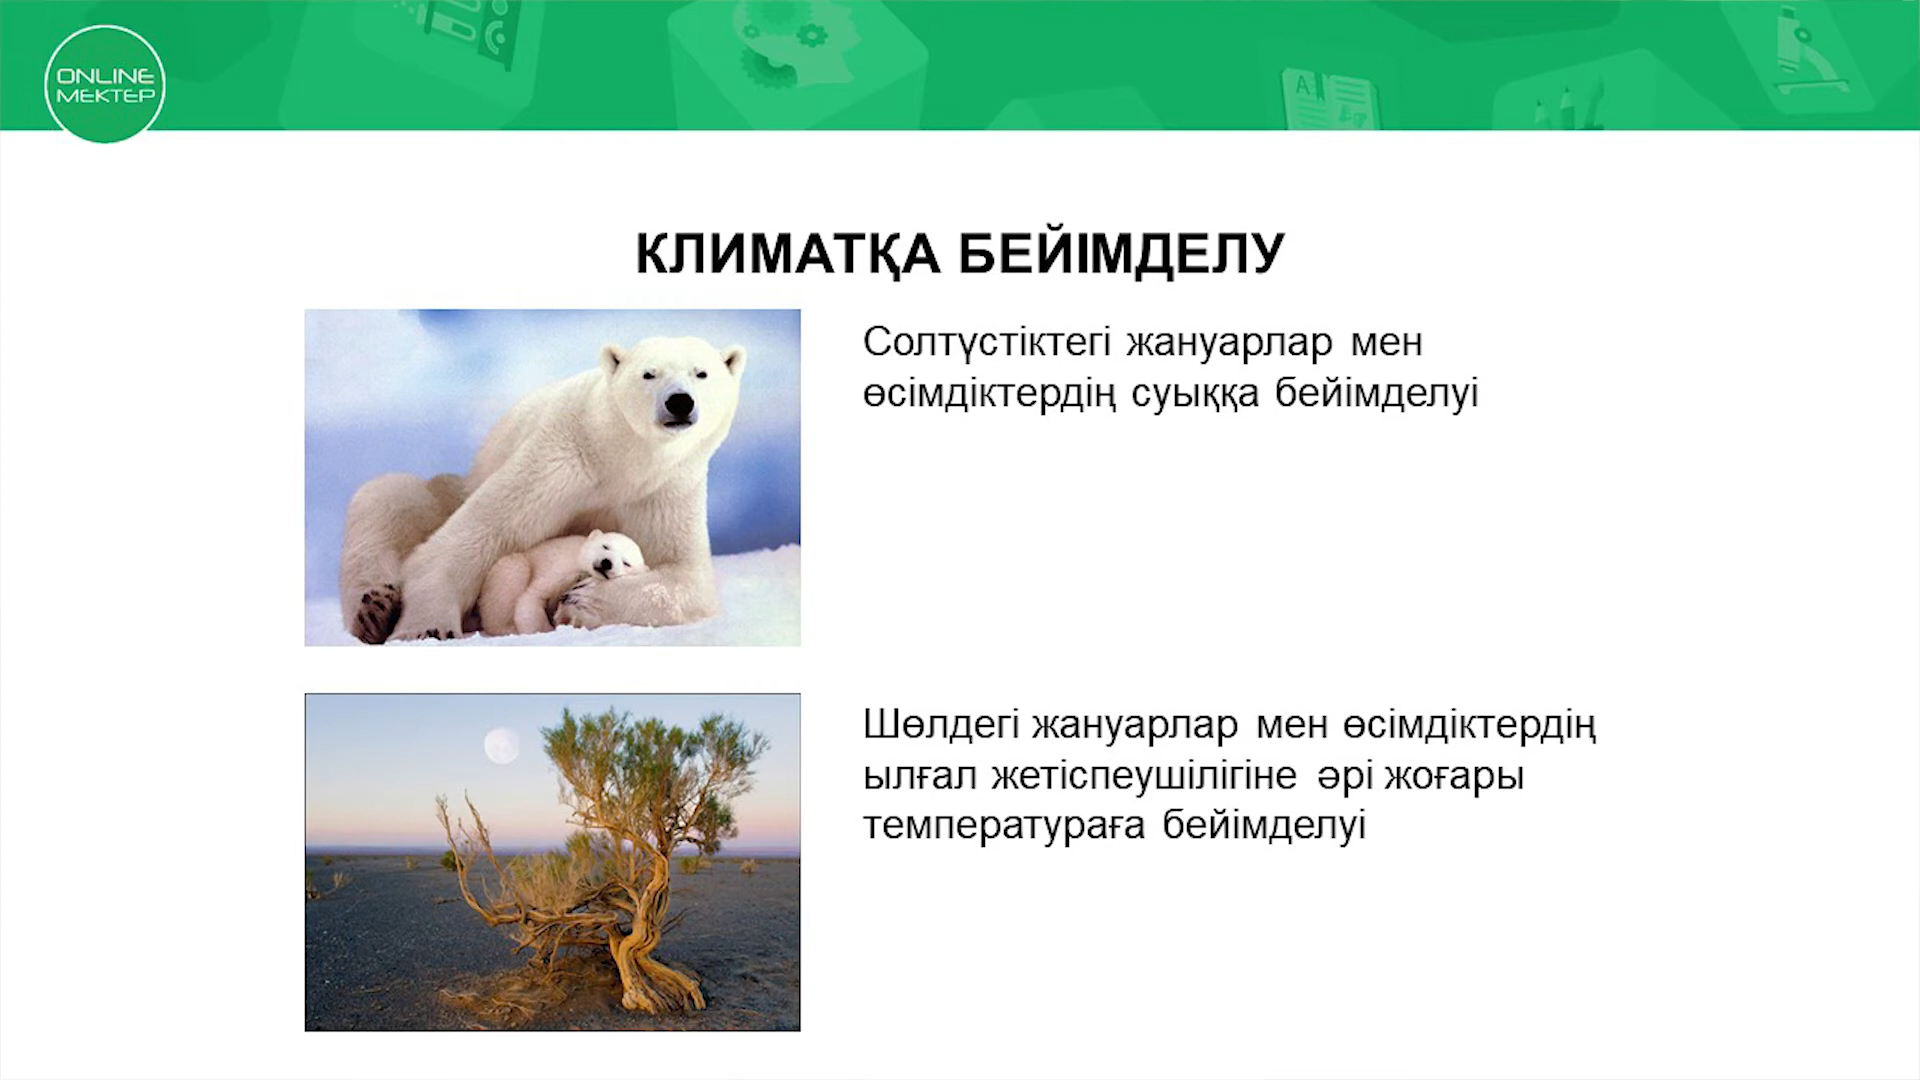 ONLINE
MEKTEP
КЛИМАТҚА БЕЙІМДЕЛУ
Солтүстіктегі жануарлар мен
өсімдіктердің суыққа бейімделуі
Шөлдегі жануарлар мен өсімдіктердің
ылғал жетіспеушілігіне әрі жоғары
температураға бейімделуі